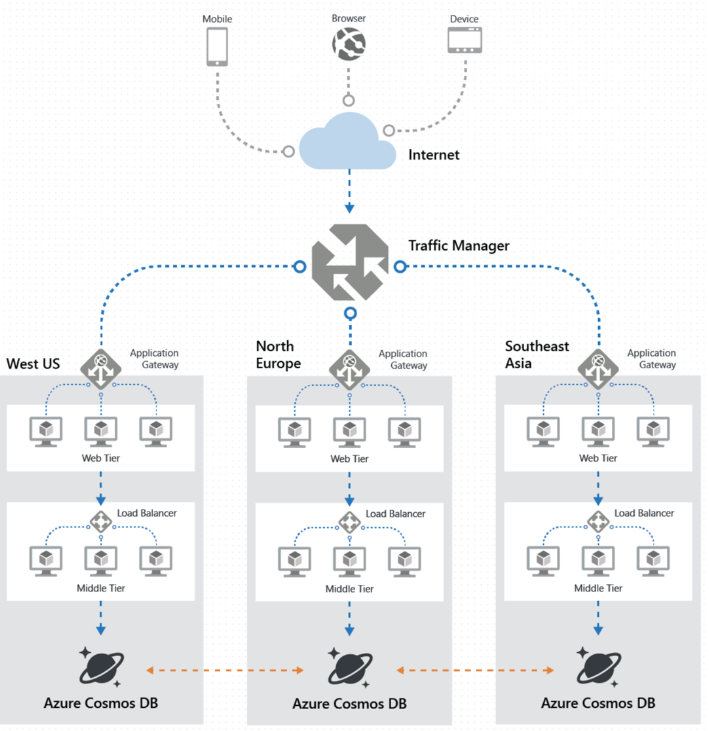 Mobile
Browser
Device
Internet
Traffic Manager
West US
Application
Gateway
North
Europe
Application
Gateway
Southeast
Asia
Application
Gateway
Web Tier
Web Tier
Web Tier
Load Balancer
Load Balancer
Load Balancer
Middle Tier
Middle Tier
Middle Tier
Azure Cosmos DB
Azure Cosmos DB
Azure Cosmos DB